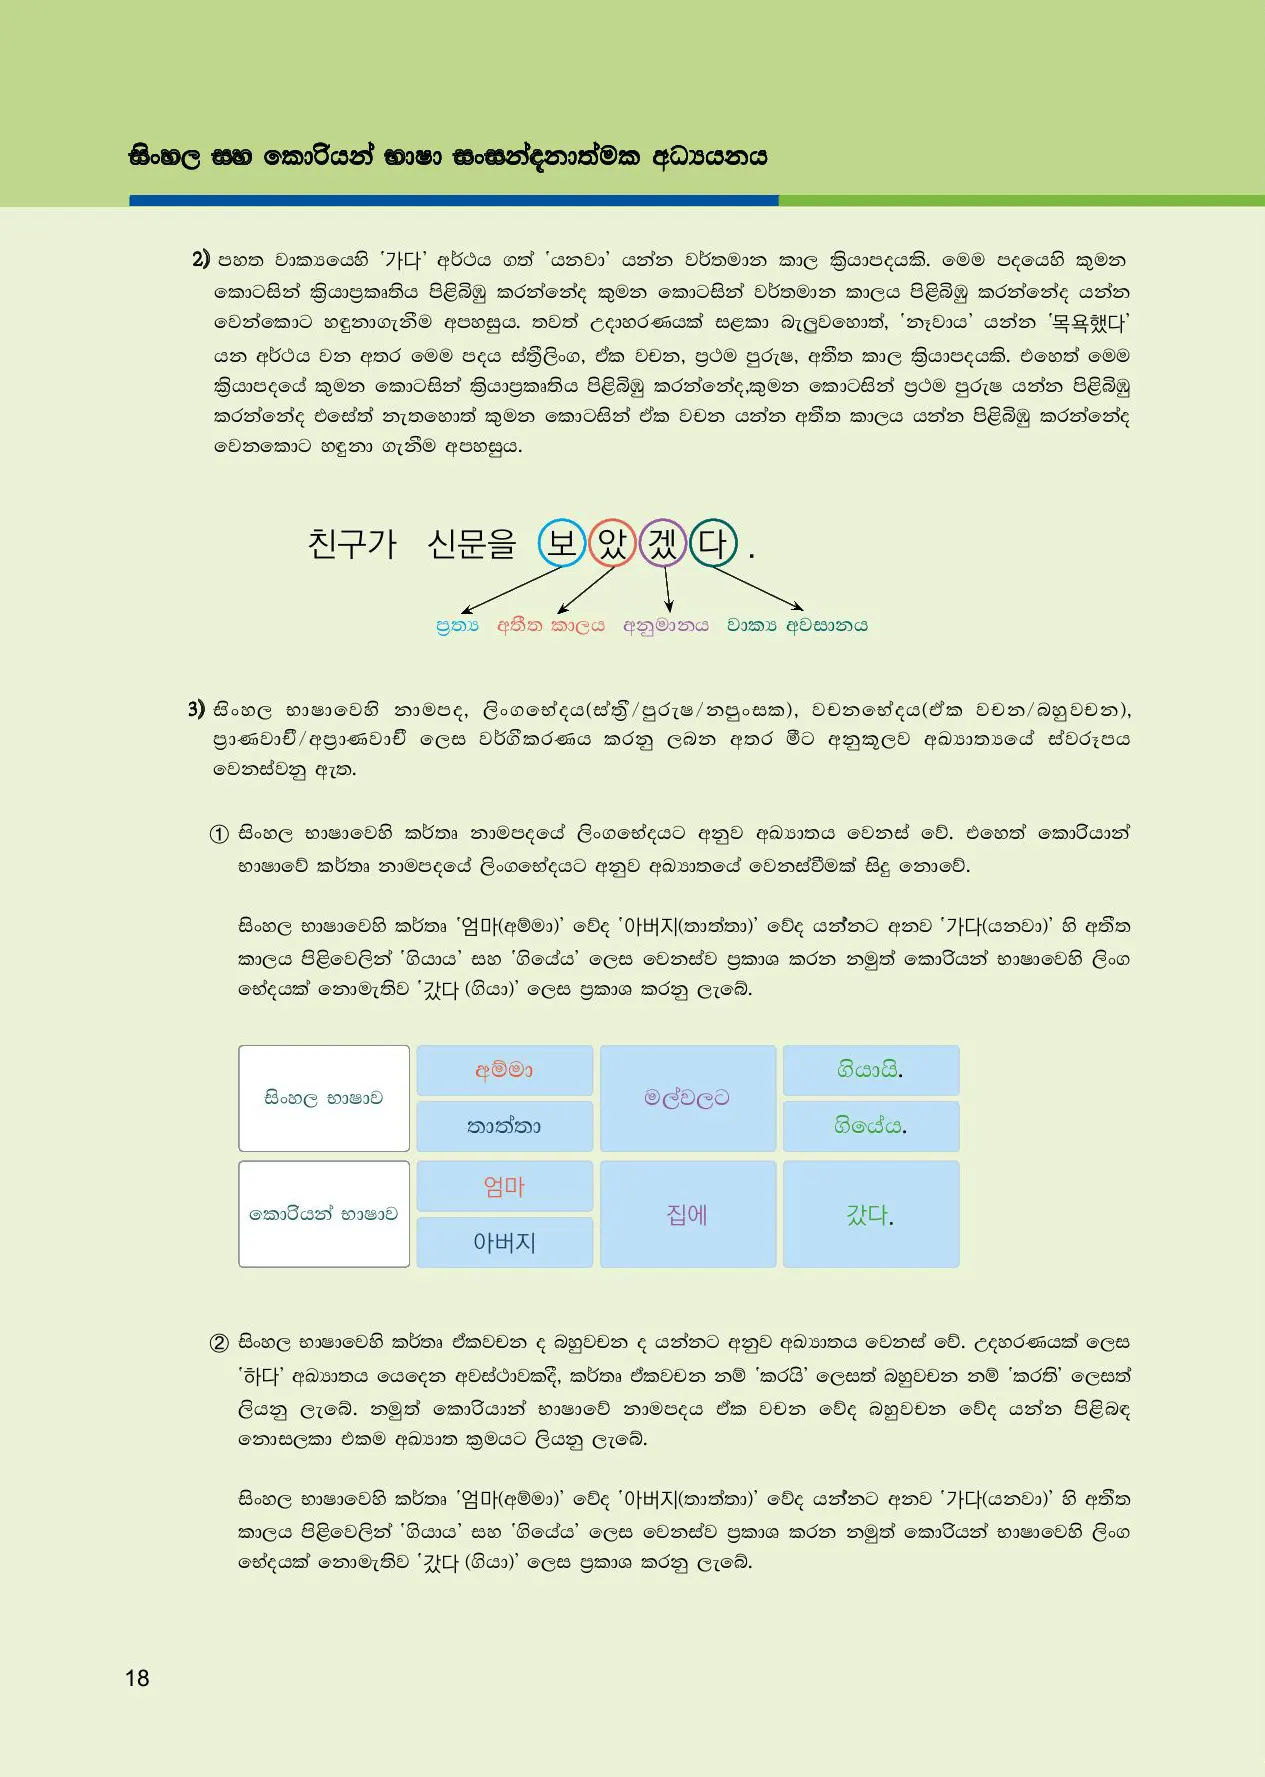 සිංහල සහ කොරියන් භාෂා සංසන්දනාත්මක අධ්‍යයනය
2) පහත වාක්‍යයෙහි ‘가다’ අර්ථය ගත් ‘යනවා’ යන්න වර්තමාන කාල ක්‍රියාපදයකි. මෙම පදයෙහි කුමන
කොටසින් ක්‍රියාප්‍රකෘතිය පිළිබිඹු කරන්නේද කුමන කොටසින් වර්තමාන කාලය පිළිබිඹු කරන්නේද යන්න
වෙන්කොට හඳුනාගැනීම අපහසුය. තවත් උදාහරණයක් සළකා බැලුවහොත්, ‘නෑවාය’ යන්න ‘목욕했다’
යන අර්ථය වන අතර මෙම පදය ස්ත්‍රීලිංග, ඒක වචන, ප්‍රථම පුරුෂ, අතීත කාල ක්‍රියාපදයකි. එහෙත් මෙම
ක්‍රියාපදයේ කුමන කොටසින් ක්‍රියාප්‍රකෘතිය පිළිබිඹු කරන්නේද,කුමන කොටසින් ප්‍රථම පුරුෂ යන්න පිළිබිඹු
කරන්නේද එසේත් නැතහොත් කුමන කොටසින් ඒක වචන යන්න අතීත කාලය යන්න පිළිබිඹු කරන්නේද
වෙනකොට හඳුනා ගැනීම අපහසුය.
친구가 신문을 보았겠다 .
ප්‍රත්‍ය අතීත කාලය අනුමානය වාක්‍ය අවසානය
3) සිංහල භාෂාවෙහි නාමපද, ලිංගභේදය(ස්ත්‍රී/පුරුෂ/නපුංසක), වචනභේදය(ඒක වචන/බහුවචන),
ප්‍රාණවාචී/අප්‍රාණවාචී ලෙස වර්ගීකරණය කරනු ලබන අතර මීට අනුකූලව අඛ්‍යාත්‍යයේ ස්වරූපය
වෙනස්වනු ඇත.
① සිංහල භාෂාවෙහි කර්තෘ නාමපදයේ ලිංගභේදයට අනුව අඛ්‍යාතය වෙනස් වේ. එහෙත් කොරියාන්
භාෂාවේ කර්තෘ නාමපදයේ ලිංගභේදයට අනුව අඛ්‍යාතයේ වෙනස්වීමක් සිදු නොවේ.
සිංහල භාෂාවෙහි කර්තෘ ‘엄마(අම්මා)’ වේද ‘아버지(තාත්තා)’ වේද යන්නට අනව ‘가다(යනවා)’ හි අතීත
කාලය පිළිවෙලින් ‘ගියාය’ සහ ‘ගියේය’ ලෙස වෙනස්ව ප්‍රකාශ කරන නමුත් කොරියන් භාෂාවෙහි ලිංග
භේදයක් නොමැතිව ‘갔다 (ගියා)’ ලෙස ප්‍රකාශ කරනු ලැබේ.
සිංහල භාෂාව
අම්මා
තාත්තා
මල්වලට
ගියායි.
ගියේය.
කොරියන් භාෂාව
엄마
아버지
집에
갔다.
② සිංහල භාෂාවෙහි කර්තෘ ඒකවචන ද බහුවචන ද යන්නට අනුව අඛ්‍යාතය වෙනස් වේ. උදහරණයක් ලෙස
‘하다’ අඛ්‍යාතය යෙදෙන අවස්ථාවකදී, කර්තෘ ඒකවචන නම් ‘කරයි’ ලෙසත් බහුවචන නම් ‘කරති’ ලෙසත්
ලියනු ලැබේ. නමුත් කොරියාන් භාෂාවේ නාමපදය ඒක වචන වේද බහුවචන වේද යන්න පිළිබඳ
නොසලකා එකම අඛ්‍යාත ක්‍රමයට ලියනු ලැබේ.
සිංහල භාෂාවෙහි කර්තෘ ‘엄마(අම්මා)’ වේද ‘아버지(තාත්තා)’ වේද යන්නට අනව ‘가다(යනවා)’ හි අතීත
කාලය පිළිවෙලින් ‘ගියාය’ සහ ‘ගියේය’ ලෙස වෙනස්ව ප්‍රකාශ කරන නමුත් කොරියන් භාෂාවෙහි ලිංග
භේදයක් නොමැතිව ‘갔다 (ගියා)’ ලෙස ප්‍රකාශ කරනු ලැබේ.
18